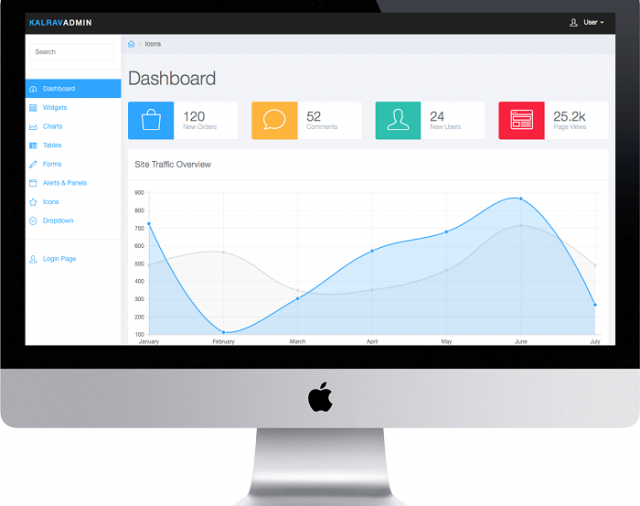 KALRAVADMIN
User
Icons
Search
Dashboard
Widgets
Charts
Tables
Forms
Alerts & Panels
Icons
Dropdown
Login Page
Dashboard
120
New Orders
52
Comments
24
New Users
25.2k
Page Views
Site Traffic Overview
900
800
700
600
500
400
300
200
100
January February March April May June July